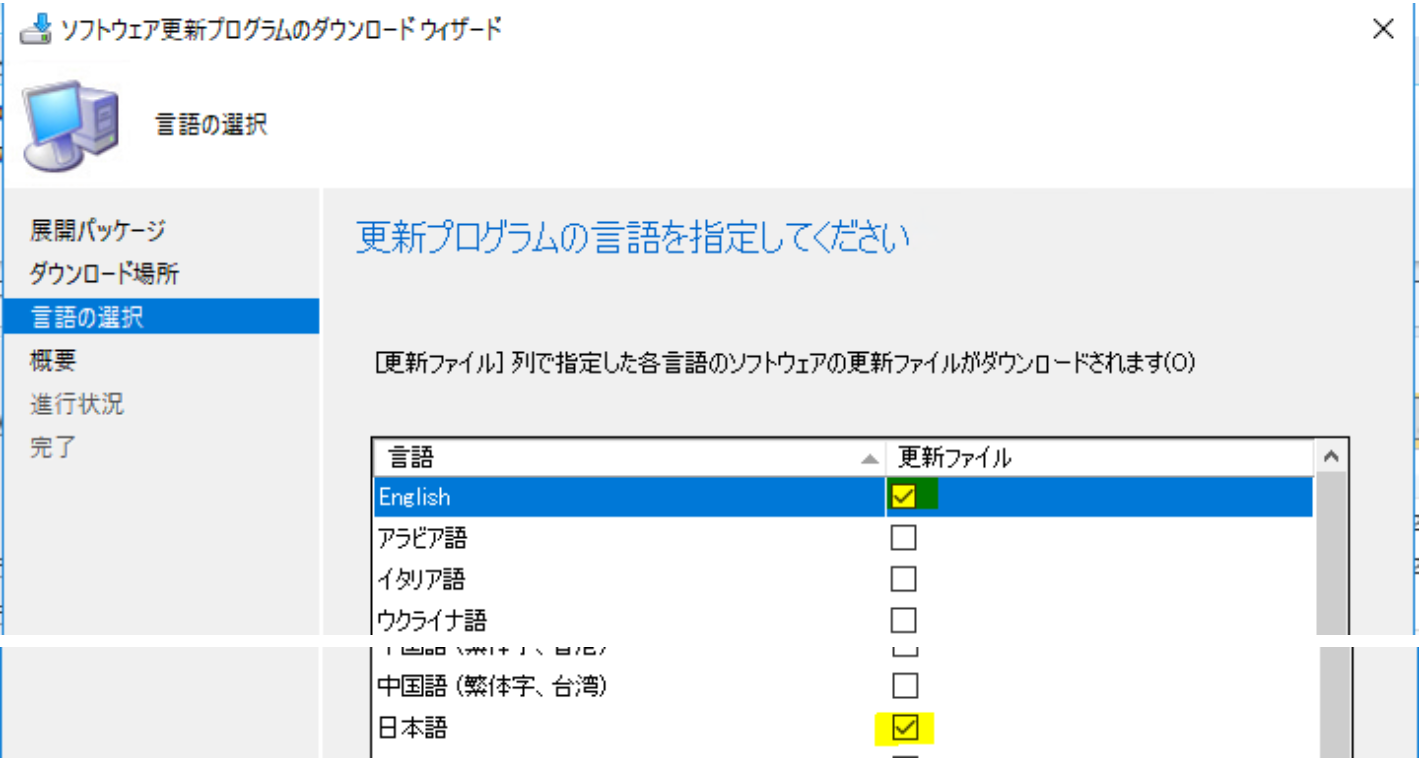 ソフトウェア更新プログラムのダウンロード ウィザード
言語の選択
展開パッケージ
ダウンロード場所
言語の選択
概要
進行状況
完了
更新プログラムの言語を指定してください
[更新ファイル] 列で指定した各言語のソフトウェアの更新ファイルがダウンロードされます(O)
言語 更新ファイル
English
アラビア語
イタリア語
ウクライナ語
中国語 (繁体字、台湾)
日本語